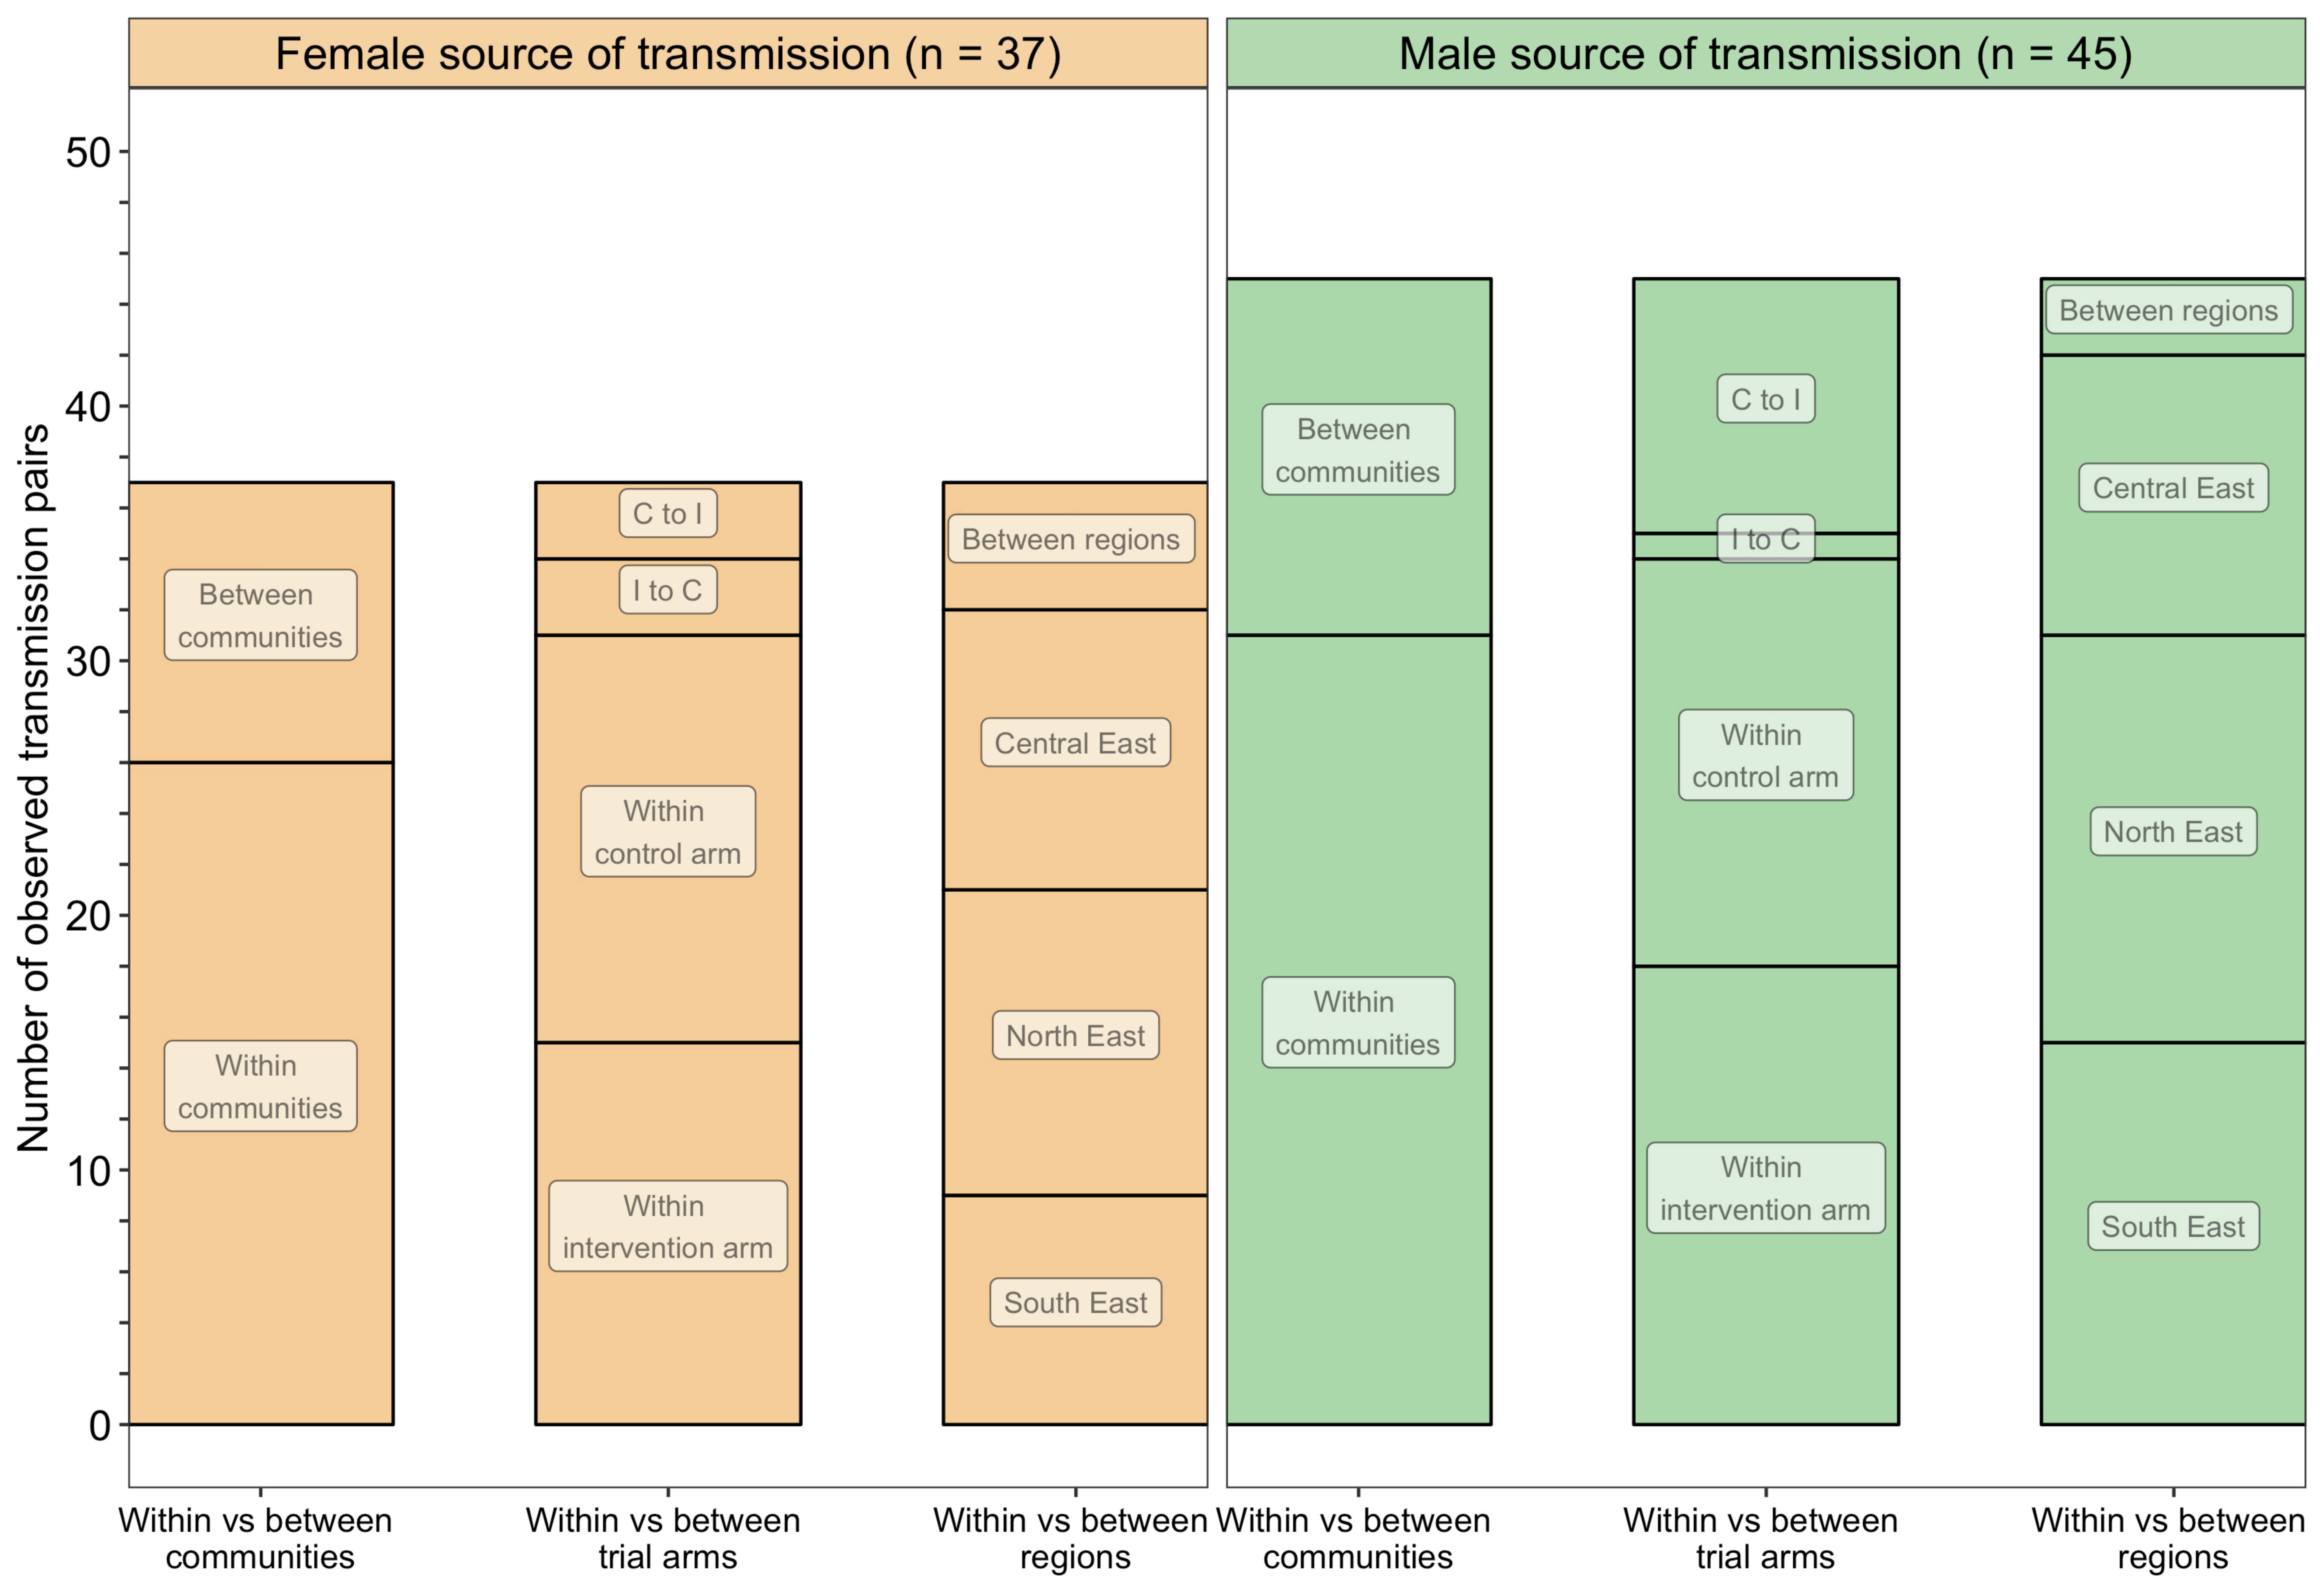 Female source of transmission (n = 37)
Male source of transmission (n = 45)
Number of observed transmission pairs
50
40
30
20
10
0
Between
communities
Within
communities
C to I
I to C
Within
control arm
Within
intervention arm
Between regions
Central East
North East
South East
Between
communities
Within
communities
C to I
I to C
Within
control arm
Within
intervention arm
Between regions
Central East
North East
South East
Within vs between
communities
Within vs between
trial arms
Within vs between
regions
Within vs between
communities
Within vs between
trial arms
Within vs between
regions